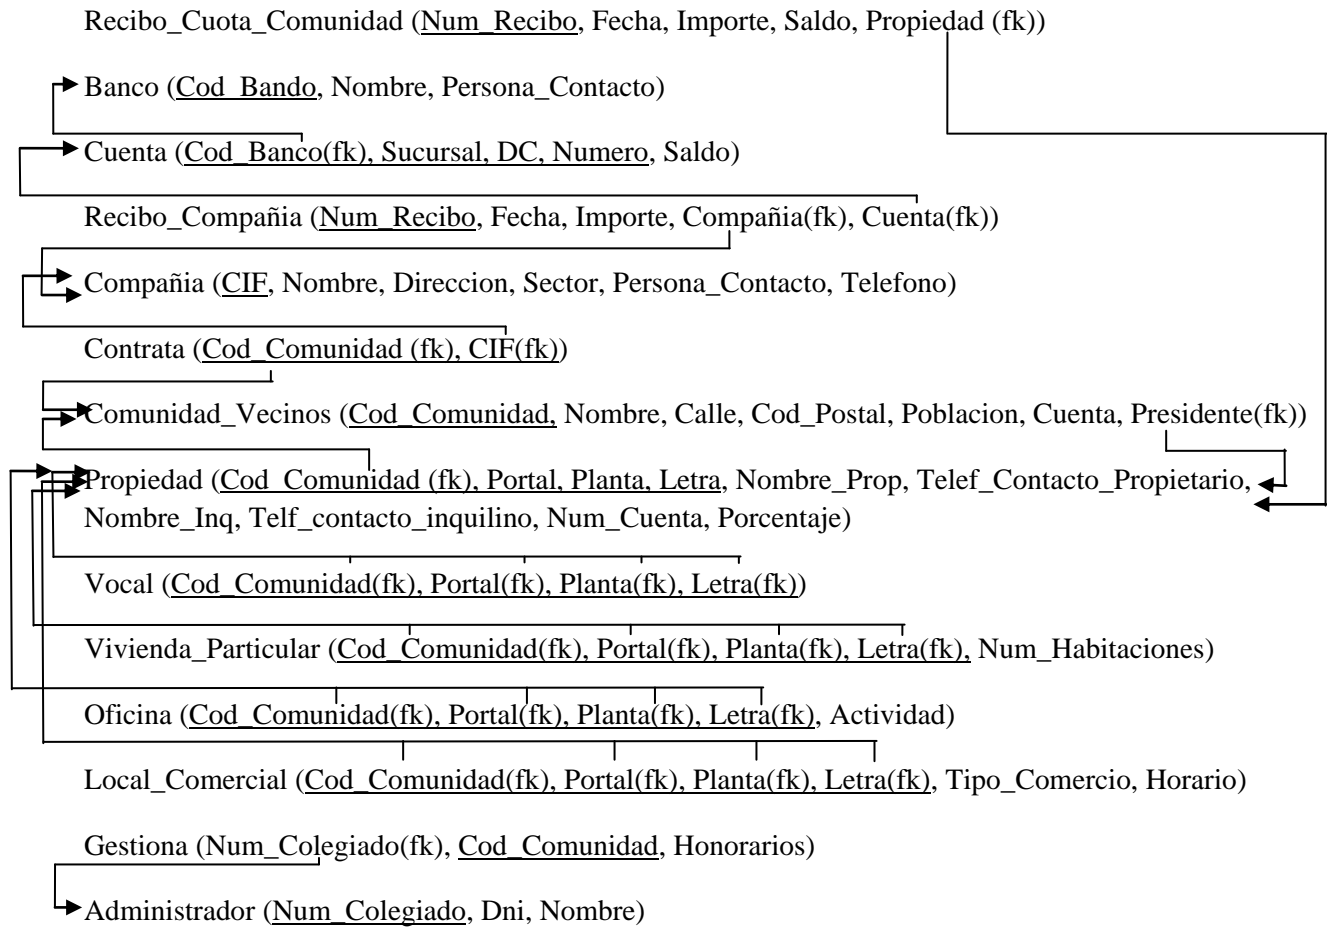 Recibo_Cuota_Comunidad (Num_Recibo, Fecha, Importe, Saldo, Propiedad (fk))
Banco (Cod_Bando, Nombre, Persona_Contacto)
Cuenta (Cod_Banco(fk), Sucursal, DC, Numero, Saldo)
Recibo_Compañia (Num_Recibo, Fecha, Importe, Compañia(fk), Cuenta(fk))
Compañia (CIF, Nombre, Direccion, Sector, Persona_Contacto, Telefono)
Contrata (Cod_Comunidad (fk), CIF(fk))
Comunidad_Vecinos (Cod_Comunidad, Nombre, Calle, Cod_Postal, Poblacion, Cuenta, Presidente(fk))
Propiedad (Cod_Comunidad (fk), Portal, Planta, Letra, Nombre_Prop, Telef_Contacto_Propietario,
Nombre_Inq, Telf_contacto_inquilino, Num_Cuenta, Porcentaje)
Vocal (Cod_Comunidad(fk), Portal(fk), Planta(fk), Letra(fk))
Vivienda_Particular (Cod_Comunidad(fk), Portal(fk), Planta(fk), Letra(fk), Num_Habitaciones)
Oficina (Cod_Comunidad(fk), Portal(fk), Planta(fk), Letra(fk), Actividad)
Local_Comercial (Cod_Comunidad(fk), Portal(fk), Planta(fk), Letra(fk), Tipo_Comercio, Horario)
Gestiona (Num_Colegiado(fk), Cod_Comunidad, Honorarios)
Administrador (Num_Colegiado, Dni, Nombre)